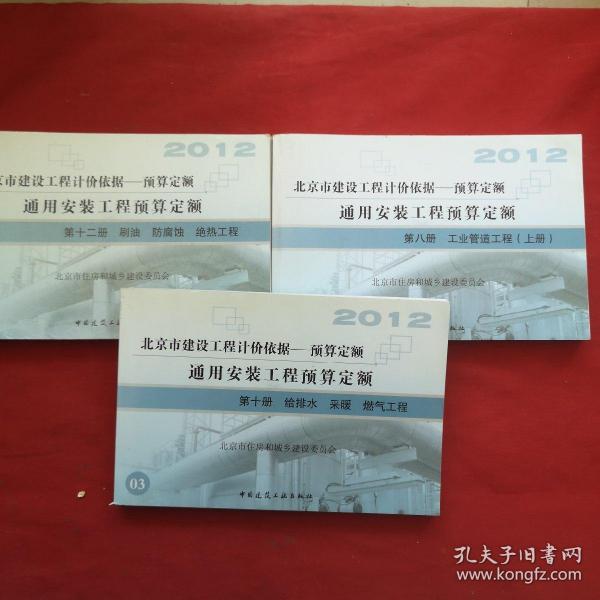 2012
京市建设工程计价依据——预算定额
通用安装工程预算定额
第十二册 刷油 防腐蚀 绝热工程
北京市住房和城乡建设委员会
2012
北京市建设工程计价依据——预算定额
通用安装工程预算定额
第八册 工业管道工程(上册)
北京市住房和城乡建设委员会
2012
北京市建设工程计价依据——预算定额
通用安装工程预算定额
第十册 给排水 采暖 燃气工程
北京市住房和城乡建设委员会
03
中国建筑工业出版社
孔夫子旧书网
www.kongfz.com